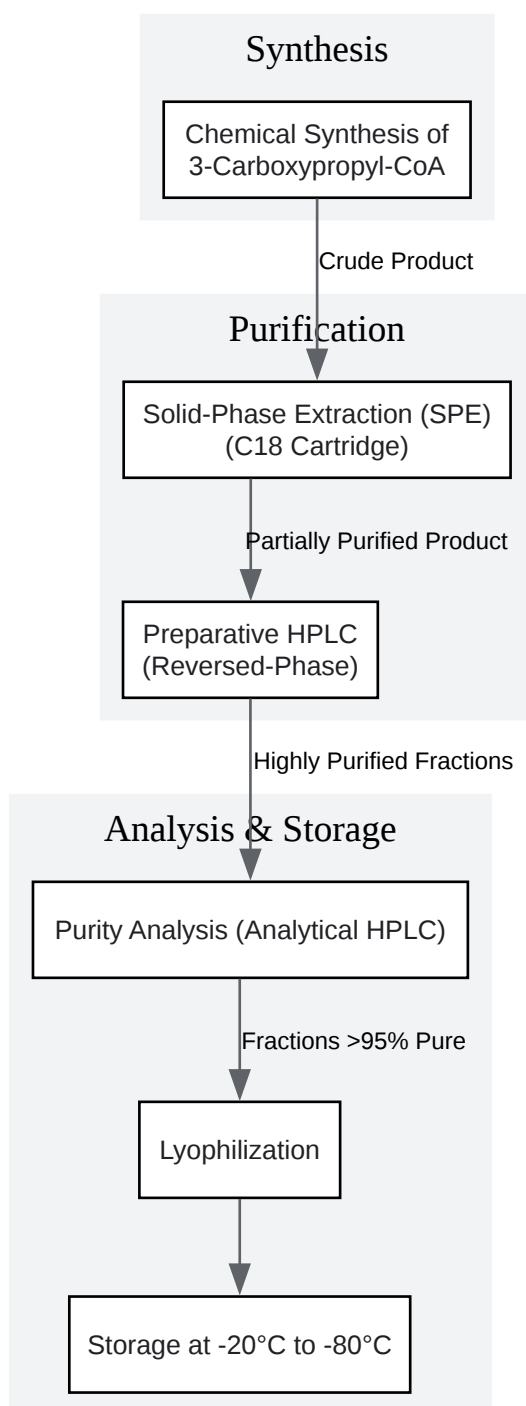 Synthesis
Chemical Synthesis of
3-Carboxypropyl-CoA
Crude Product
Purification
Solid-Phase Extraction (SPE)
(C18 Cartridge)
Partially Purified Product
Preparative HPLC
(Reversed-Phase)
Highly Purified Fractions
Analysis & Storage
Purity Analysis (Analytical HPLC)
Fractions >95% Pure
Lyophilization
Storage at -20°C to -80°C